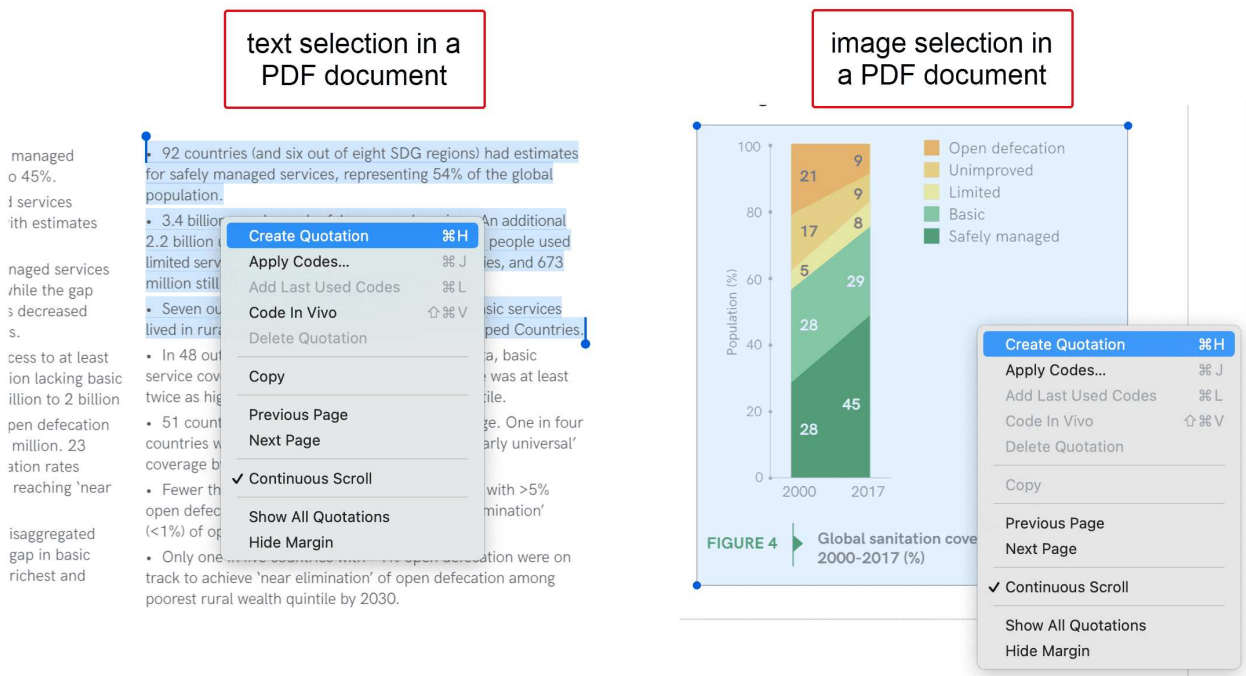 text selection in a
PDF document
image selection in
a PDF document
managed
o 45%.
services
ith estimates
naged services
while the gap
decreased
s.
cess to at least
ion lacking basic
illion to 2 billion
pen defecation
million. 23
ation rates
reaching ‘near
isaggregated
gap in basic
richest and
• 92 countries (and six out of eight SDG regions) had estimates
for safely managed services, representing 54% of the global
population.
• 3.4 billion An additional
2.2 billion people used
limited serv ies, and 673
million still
• Seven ou sic services
lived in rura ped Countries.
• In 48 out a, basic
service cov was at least
twice as hig tile.
• 51 count ge. One in four
countries w arly universal’
coverage b
• Fewer th with >5%
open defec mination’
(<1%) of op
• Only one in five countries with open defecation were on
track to achieve ‘near elimination’ of open defecation among
poorest rural wealth quintile by 2030.
Create Quotation ⌘H
Apply Codes... ⌘J
Add Last Used Codes ⌘L
Code In Vivo ⇧⌘V
Delete Quotation
Copy
Previous Page
Next Page
✓ Continuous Scroll
Show All Quotations
Hide Margin
100
80
60
40
20
0
Population (%)
21
17
5
28
28
9
9
8
29
45
2000 2017
Open defecation
Unimproved
Limited
Basic
Safely managed
FIGURE 4
Global sanitation cove
2000-2017 (%)
Create Quotation ⌘H
Apply Codes... ⌘J
Add Last Used Codes ⌘L
Code In Vivo ⇧⌘V
Delete Quotation
Copy
Previous Page
Next Page
✓ Continuous Scroll
Show All Quotations
Hide Margin